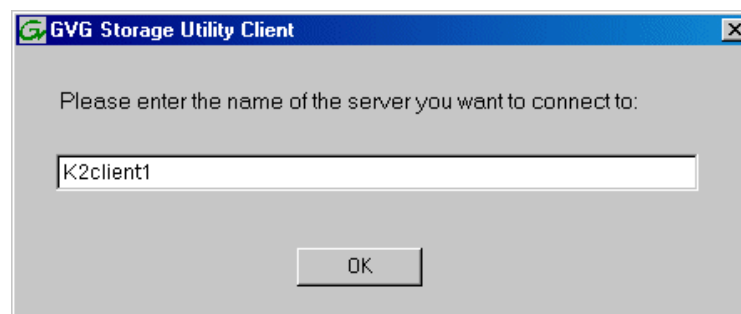 GVG Storage Utility Client
Please enter the name of the server you want to connect to:
K2client1
OK